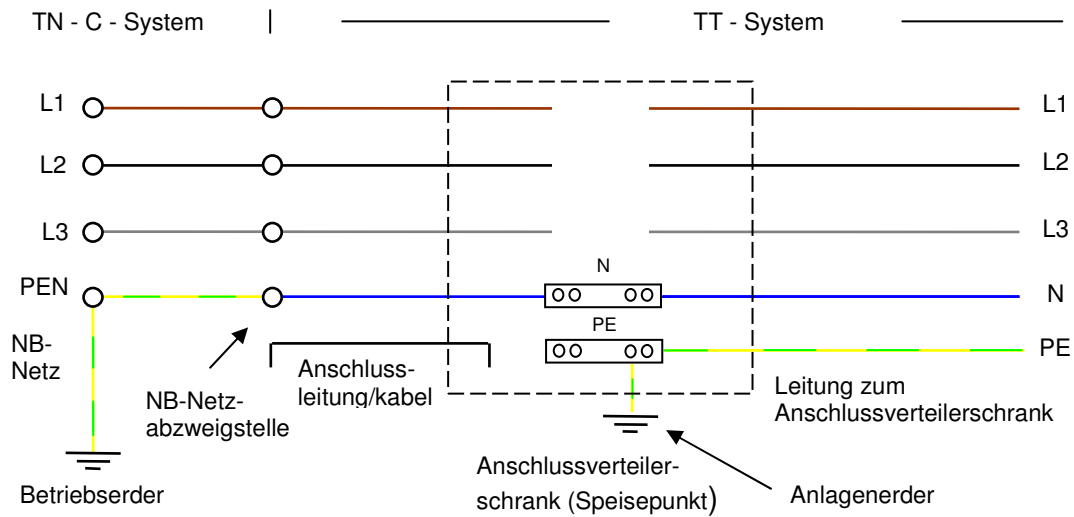 TN - C - System
TT - System
L1
L1
L2
L2
L3
L3
PEN
N
N
PE
PE
NB-
Netz
NB-Netz-
abzweigstelle
Anschluss-
leitung/kabel
Leitung zum
Anschlussverteilerschrank
Betriebserder
Anschlussverteiler-
schrank (Speisepunkt)
Anlagenerder